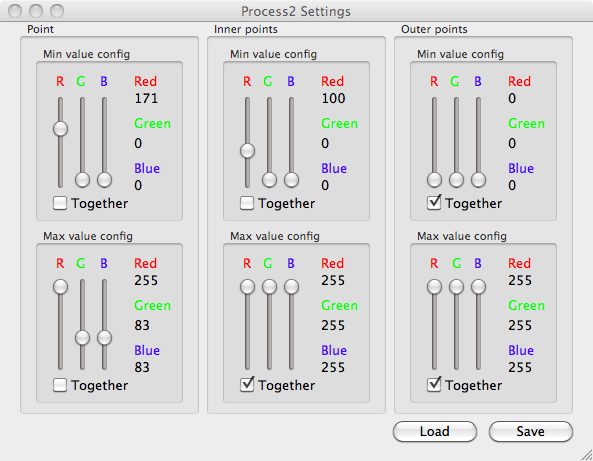 Process2 Settings
Point
Min value config
R G B Red
171
Green
0
Blue
0
Together
Max value config
R G B Red
255
Green
83
Blue
83
Together
Inner points
Min value config
R G B Red
100
Green
0
Blue
0
Together
Max value config
R G B Red
255
Green
255
Blue
255
Together
Outer points
Min value config
R G B Red
0
Green
0
Blue
0
Together
Max value config
R G B Red
255
Green
255
Blue
255
Together
Load Save